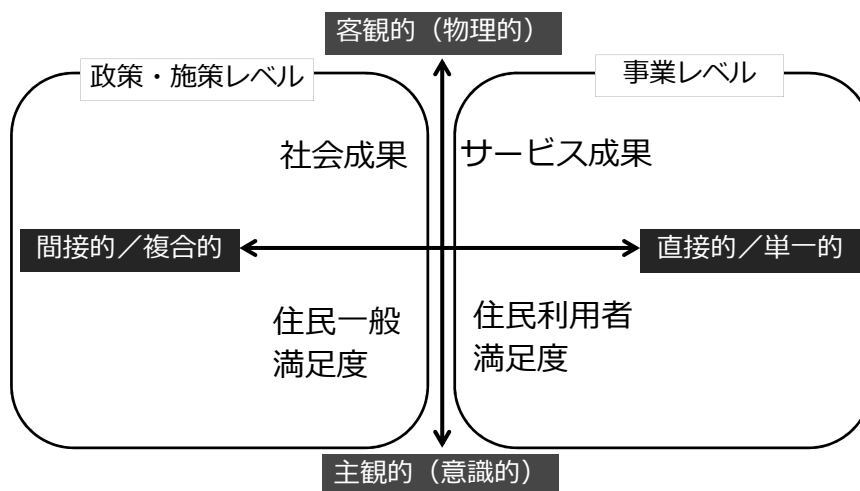 客観的（物理的）
政策・施策レベル
事業レベル
社会成果
サービス成果
間接的／複合的
直接的／単一的
住民一般
満足度
住民利用者
満足度
主観的（意識的）